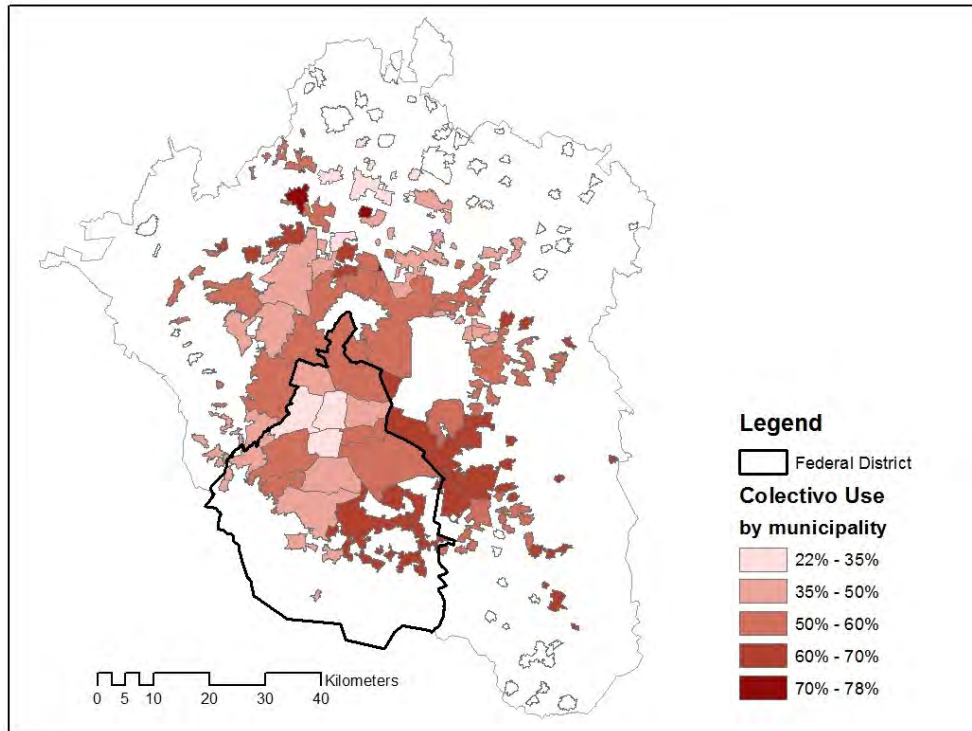 Legend
Federal District
Colectivo Use
by municipality
22% - 35%
35% - 50%
50% - 60%
60% - 70%
70% - 78%
Kilometers
0 5 10 20 30 40